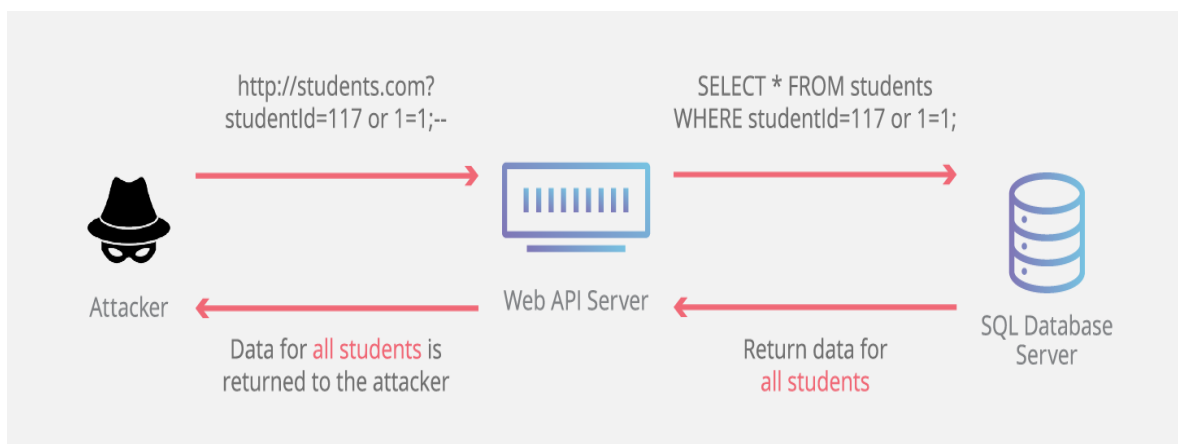 http://students.com?
studentId=117 or 1=1;--
SELECT * FROM students
WHERE studentId=117 or 1=1;
Attacker
Web API Server
SQL Database
Server
Data for all students is
returned to the attacker
Return data for
all students